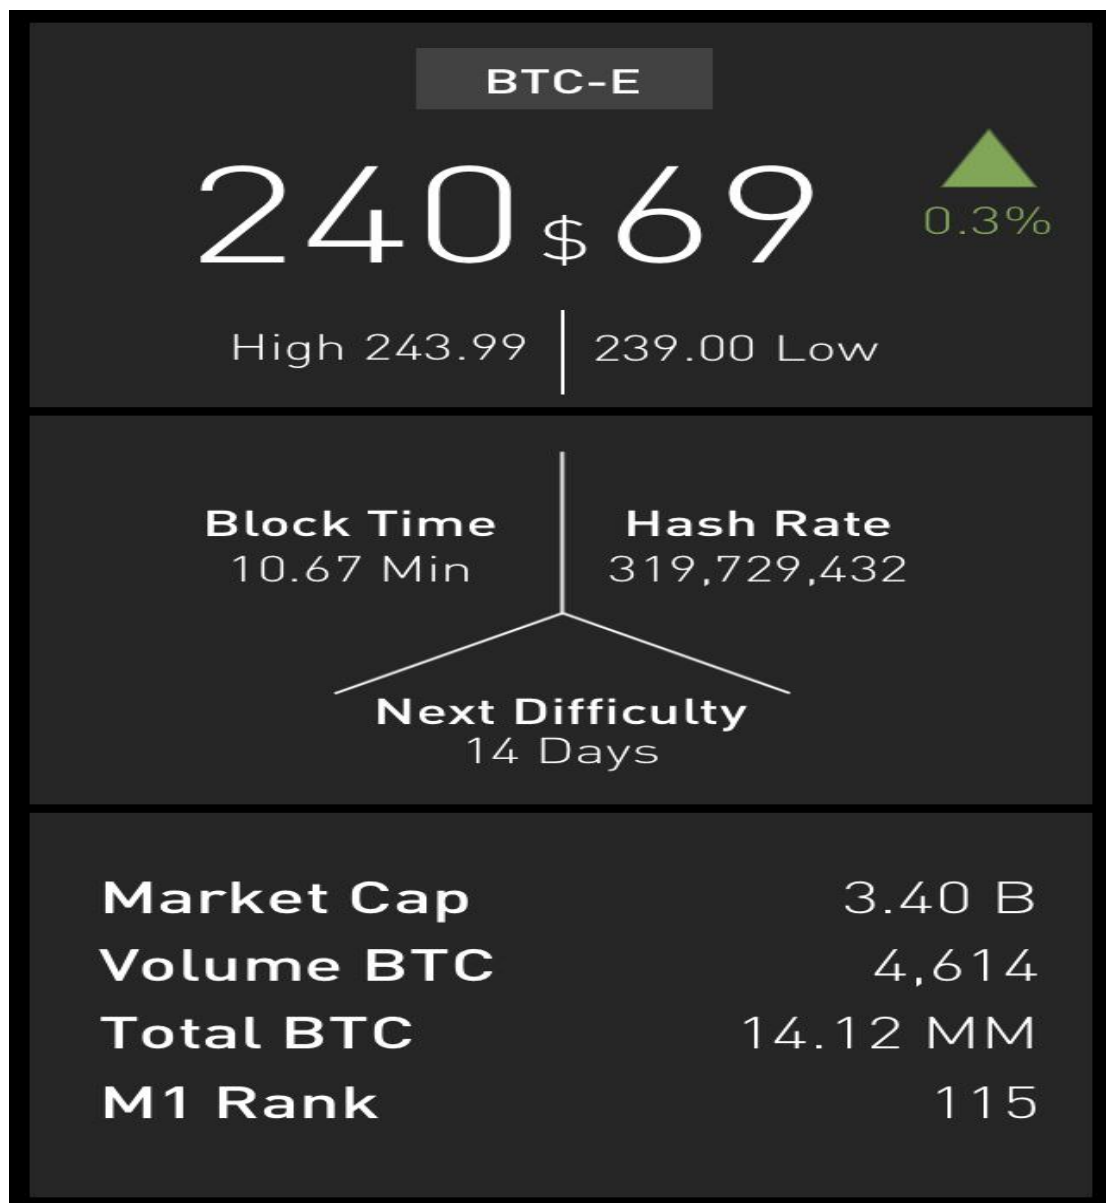 BTC-E
240$69
0.3%
High 243.99 239.00 Low
Block Time Hash Rate
10.67 Min 319,729,432
Next Difficulty
14 Days
Market Cap 3.40 B
Volume BTC 4,614
Total BTC 14.12 MM
M1 Rank 115